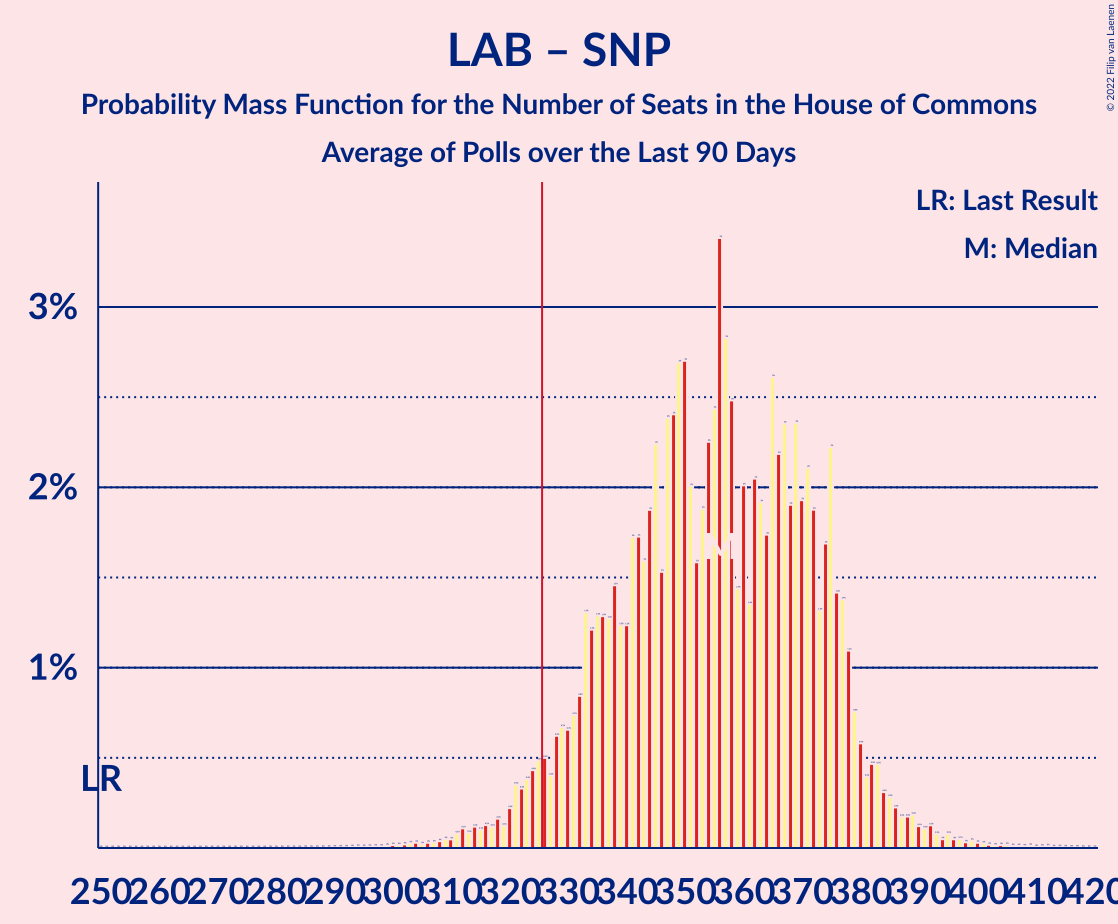 LAB – SNP
Probability Mass Function for the Number of Seats in the House of Commons
Average of Polls over the Last 90 Days
© 2022 Filip van Laenen
LR: Last Result
M: Median
3%
2%
1%
M
LR
250 260 270 280 290 300 310 320 330 340 350 360 370 380 390 400 410 420